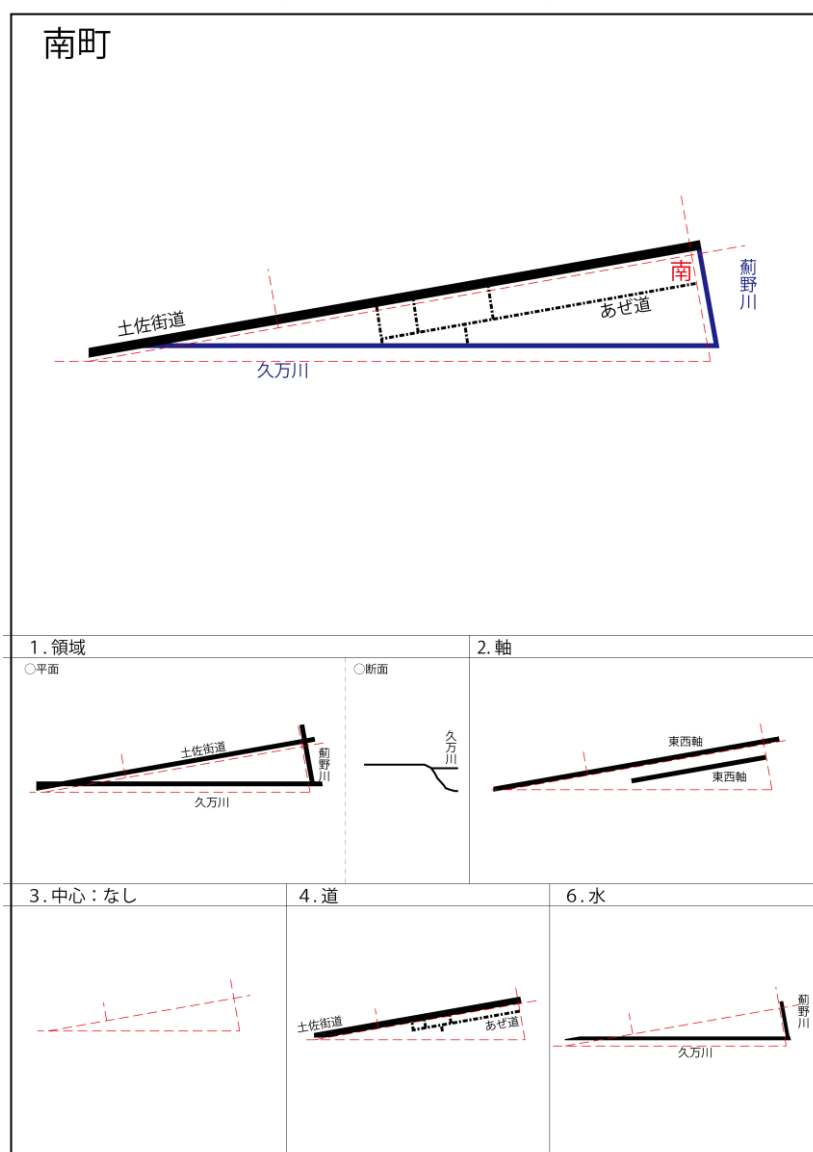 南町
南
薊野川
あぜ道
土佐街道
久万川
1.領域
2.軸
○平面
○断面
土佐街道
薊野川
久万川
久万川
東西軸
東西軸
3.中心：なし
4.道
6.水
土佐街道
あぜ道
薊野川
久万川